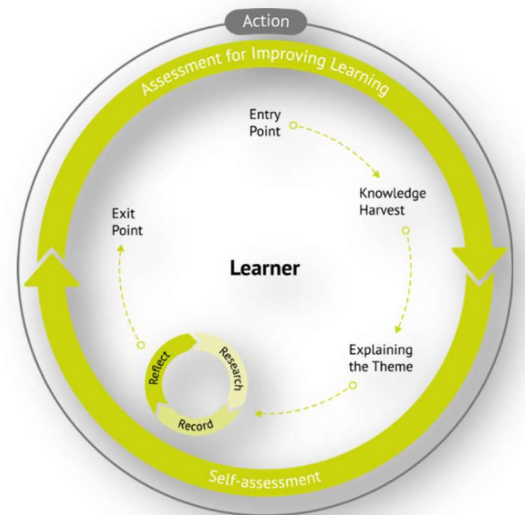 Action
Assessment for Improving Learning
Entry
Point
Knowledge
Harvest
Exit
Point
Learner
Explaining
the Theme
Research
Record
Reflect
Self-assessment